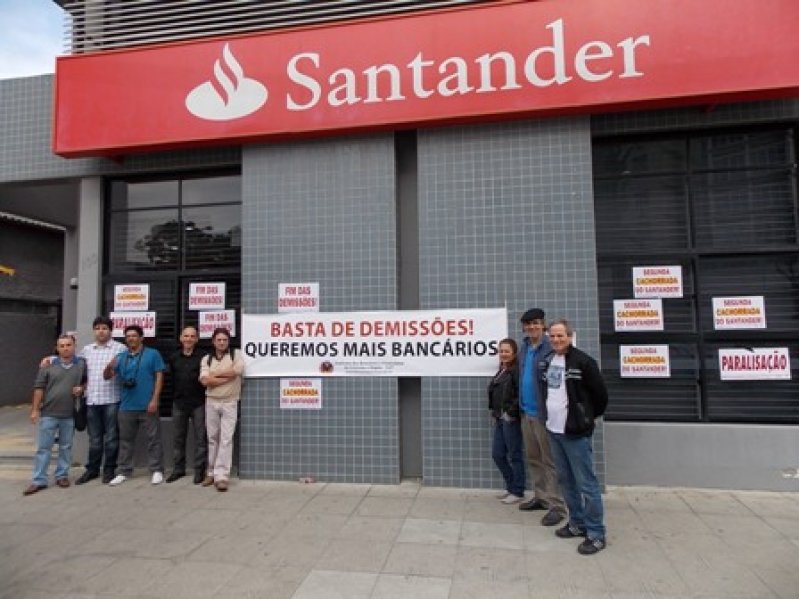 Santander
FIM DAS
DEMISSÕES!
FIM DAS
DEMISSÕES!
FIM DAS
DEMISSÕES!
SEGUNDA
CACHORRADA
DO SANTANDER!
PARALISAÇÃO
BASTA DE DEMISSÕES!
QUEREMOS MAIS BANCÁRIOS
SEGUNDA
CACHORRADA
DO SANTANDER!
SEGUNDA
CACHORRADA
DO SANTANDER!
SEGUNDA
CACHORRADA
DO SANTANDER!
SEGUNDA
CACHORRADA
DO SANTANDER!
SEGUNDA
CACHORRADA
DO SANTANDER!
PARALISAÇÃO